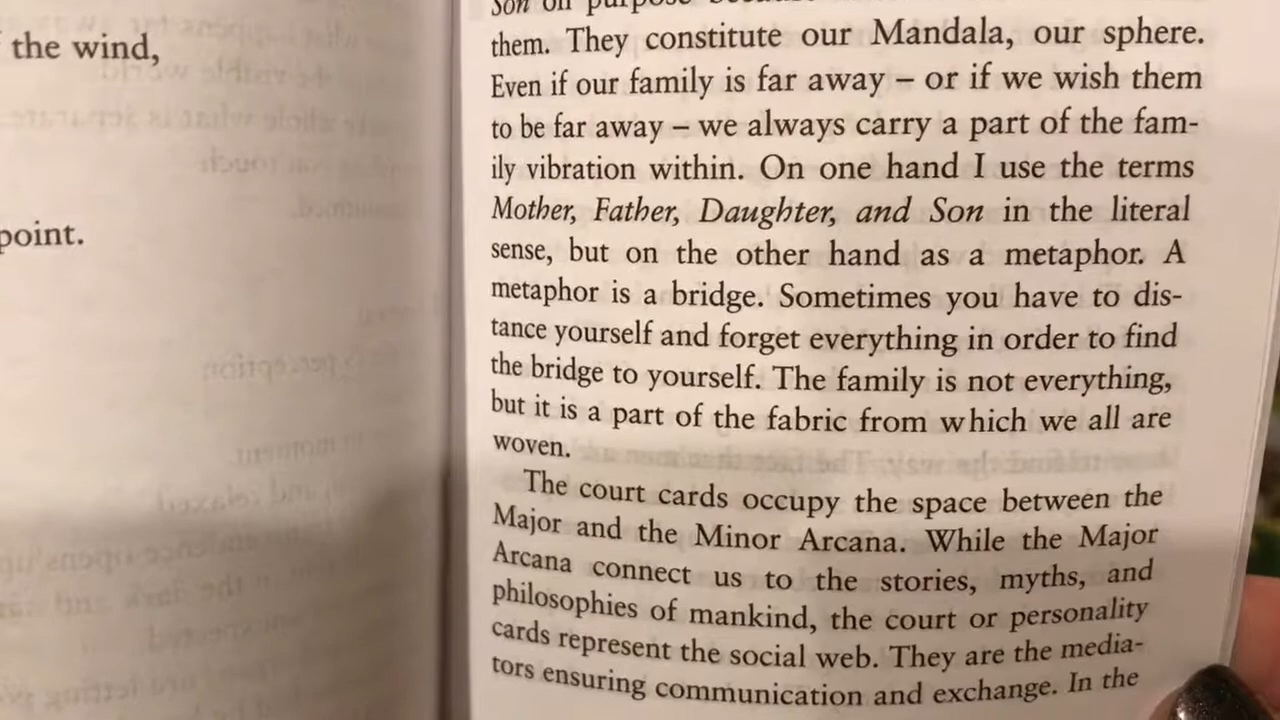 the wind,
point.
Son on purpose because
them. They constitute our Mandala, our sphere.
Even if our family is far away – or if we wish them
to be far away – we always carry a part of the fam-
ily vibration within. On one hand I use the terms
Mother, Father, Daughter, and Son in the literal
sense, but on the other hand as a metaphor. A
metaphor is a bridge. Sometimes you have to dis-
tance yourself and forget everything in order to find
the bridge to yourself. The family is not everything,
but it is a part of the fabric from which we all are
woven.
The court cards occupy the space between the
Major and the Minor Arcana. While the Major
Arcana connect us to the stories, myths, and
philosophies of mankind, the court or personality
cards represent the social web. They are the media-
tors ensuring communication and exchange. In the